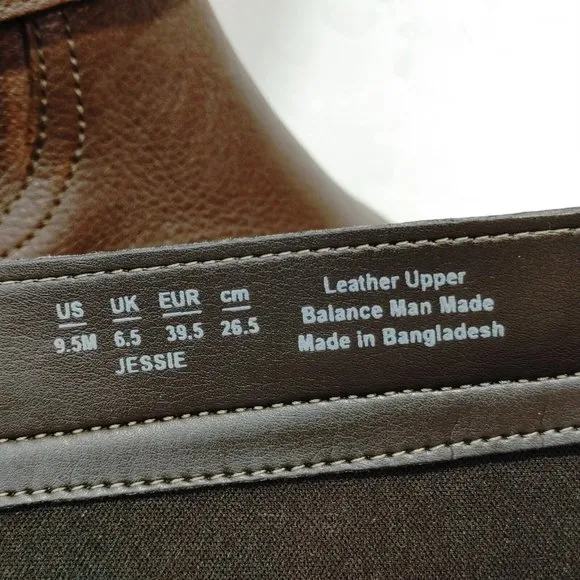 US UK EUR cm
9.5M 6.5 39.5 26.5
JESSIE
Leather Upper
Balance Man Made
Made in Bangladesh